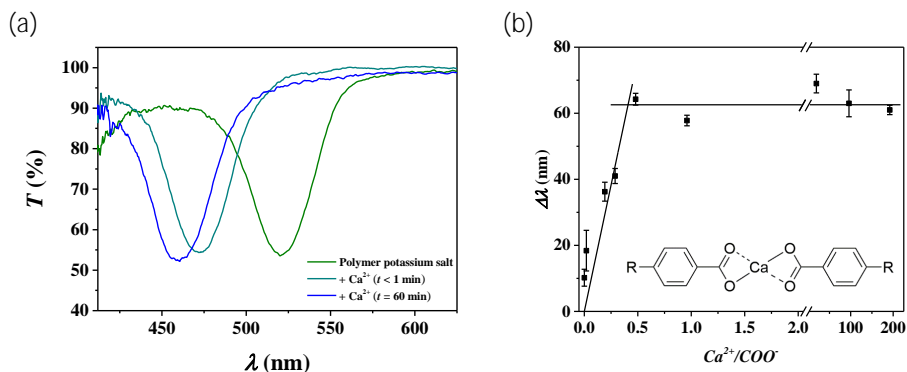 (a)
100
90
80
70
60
50
40
T (%)
450 500 550 600
λ (nm)
Polymer potassium salt
+ Ca²⁺ (t < 1 min)
+ Ca²⁺ (t = 60 min)
(b)
80
60
40
20
0
Δλ (nm)
0.0 0.5 1.0 1.5 2.0 100 200
Ca²⁺/COO⁻
R O O Ca O O R